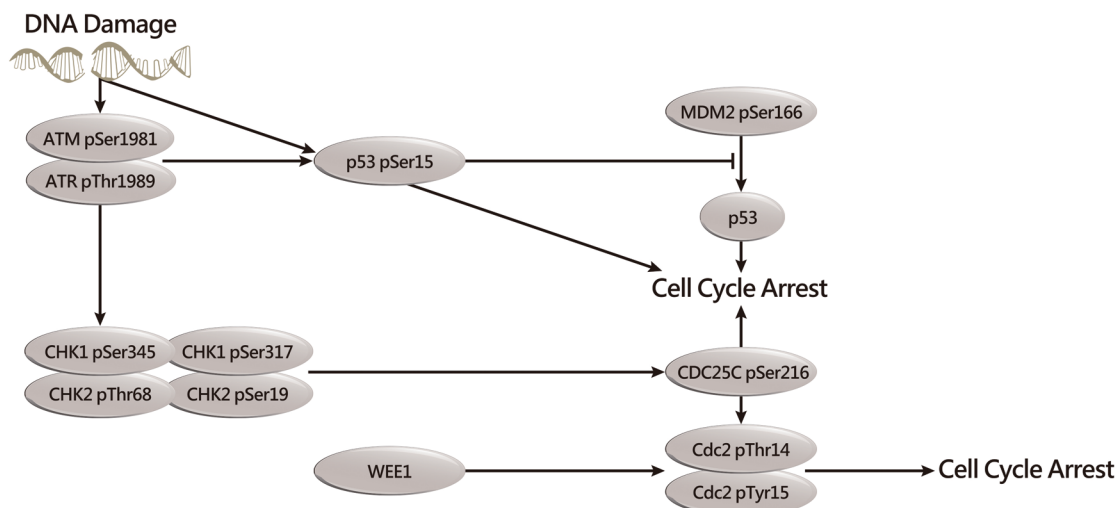 DNA Damage
MDM2 pSer166
ATM pSer1981
p53 pSer15
ATR pThr1989
p53
Cell Cycle Arrest
CHK1 pSer345
CHK1 pSer317
CDC25C pSer216
CHK2 pThr68
CHK2 pSer19
Cdc2 pThr14
WEE1
Cell Cycle Arrest
Cdc2 pTyr15